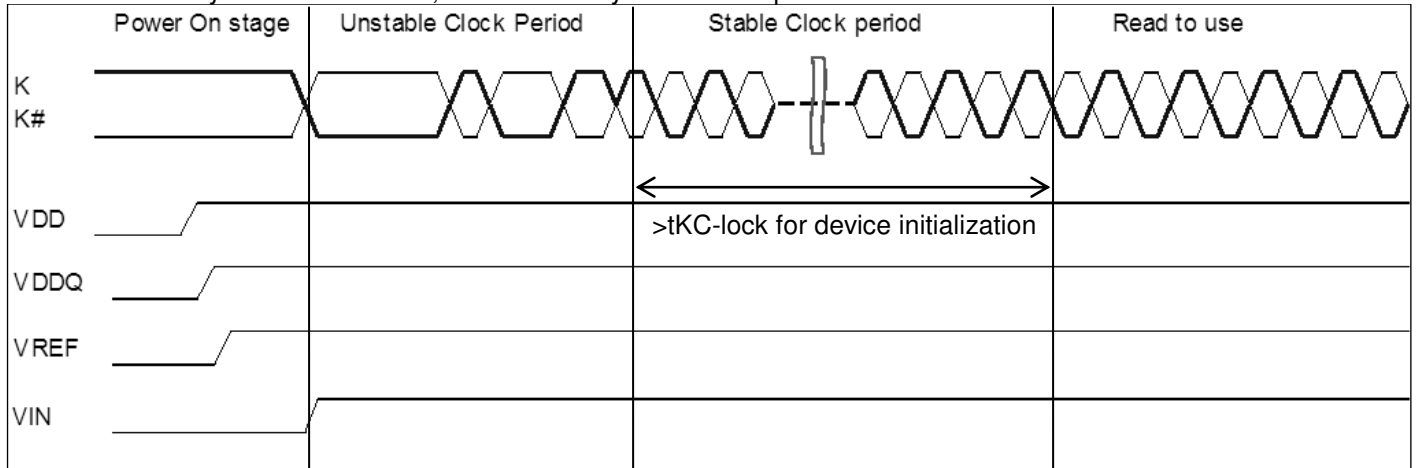 Power On stage Unstable Clock Period Stable Clock period Read to use
K
K#
VDD
>tKC-lock for device initialization
VDDQ
VREF
VIN